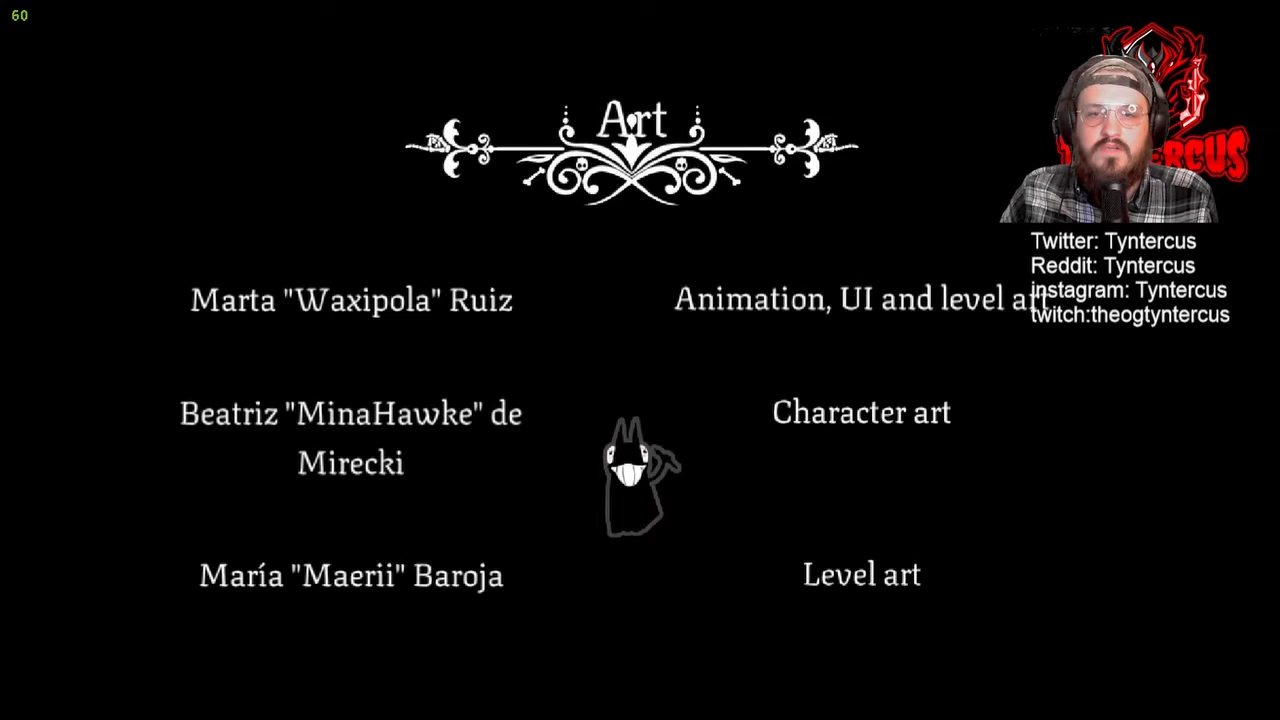 60
Art
Marta "Waxipola" Ruiz
Animation, UI and level art
Beatriz "MinaHawke" de
Mirecki
Character art
María "Maerii" Baroja
Level art
Twitter: Tyntercus
Reddit: Tyntercus
instagram: Tyntercus
twitch:theogtyntercus